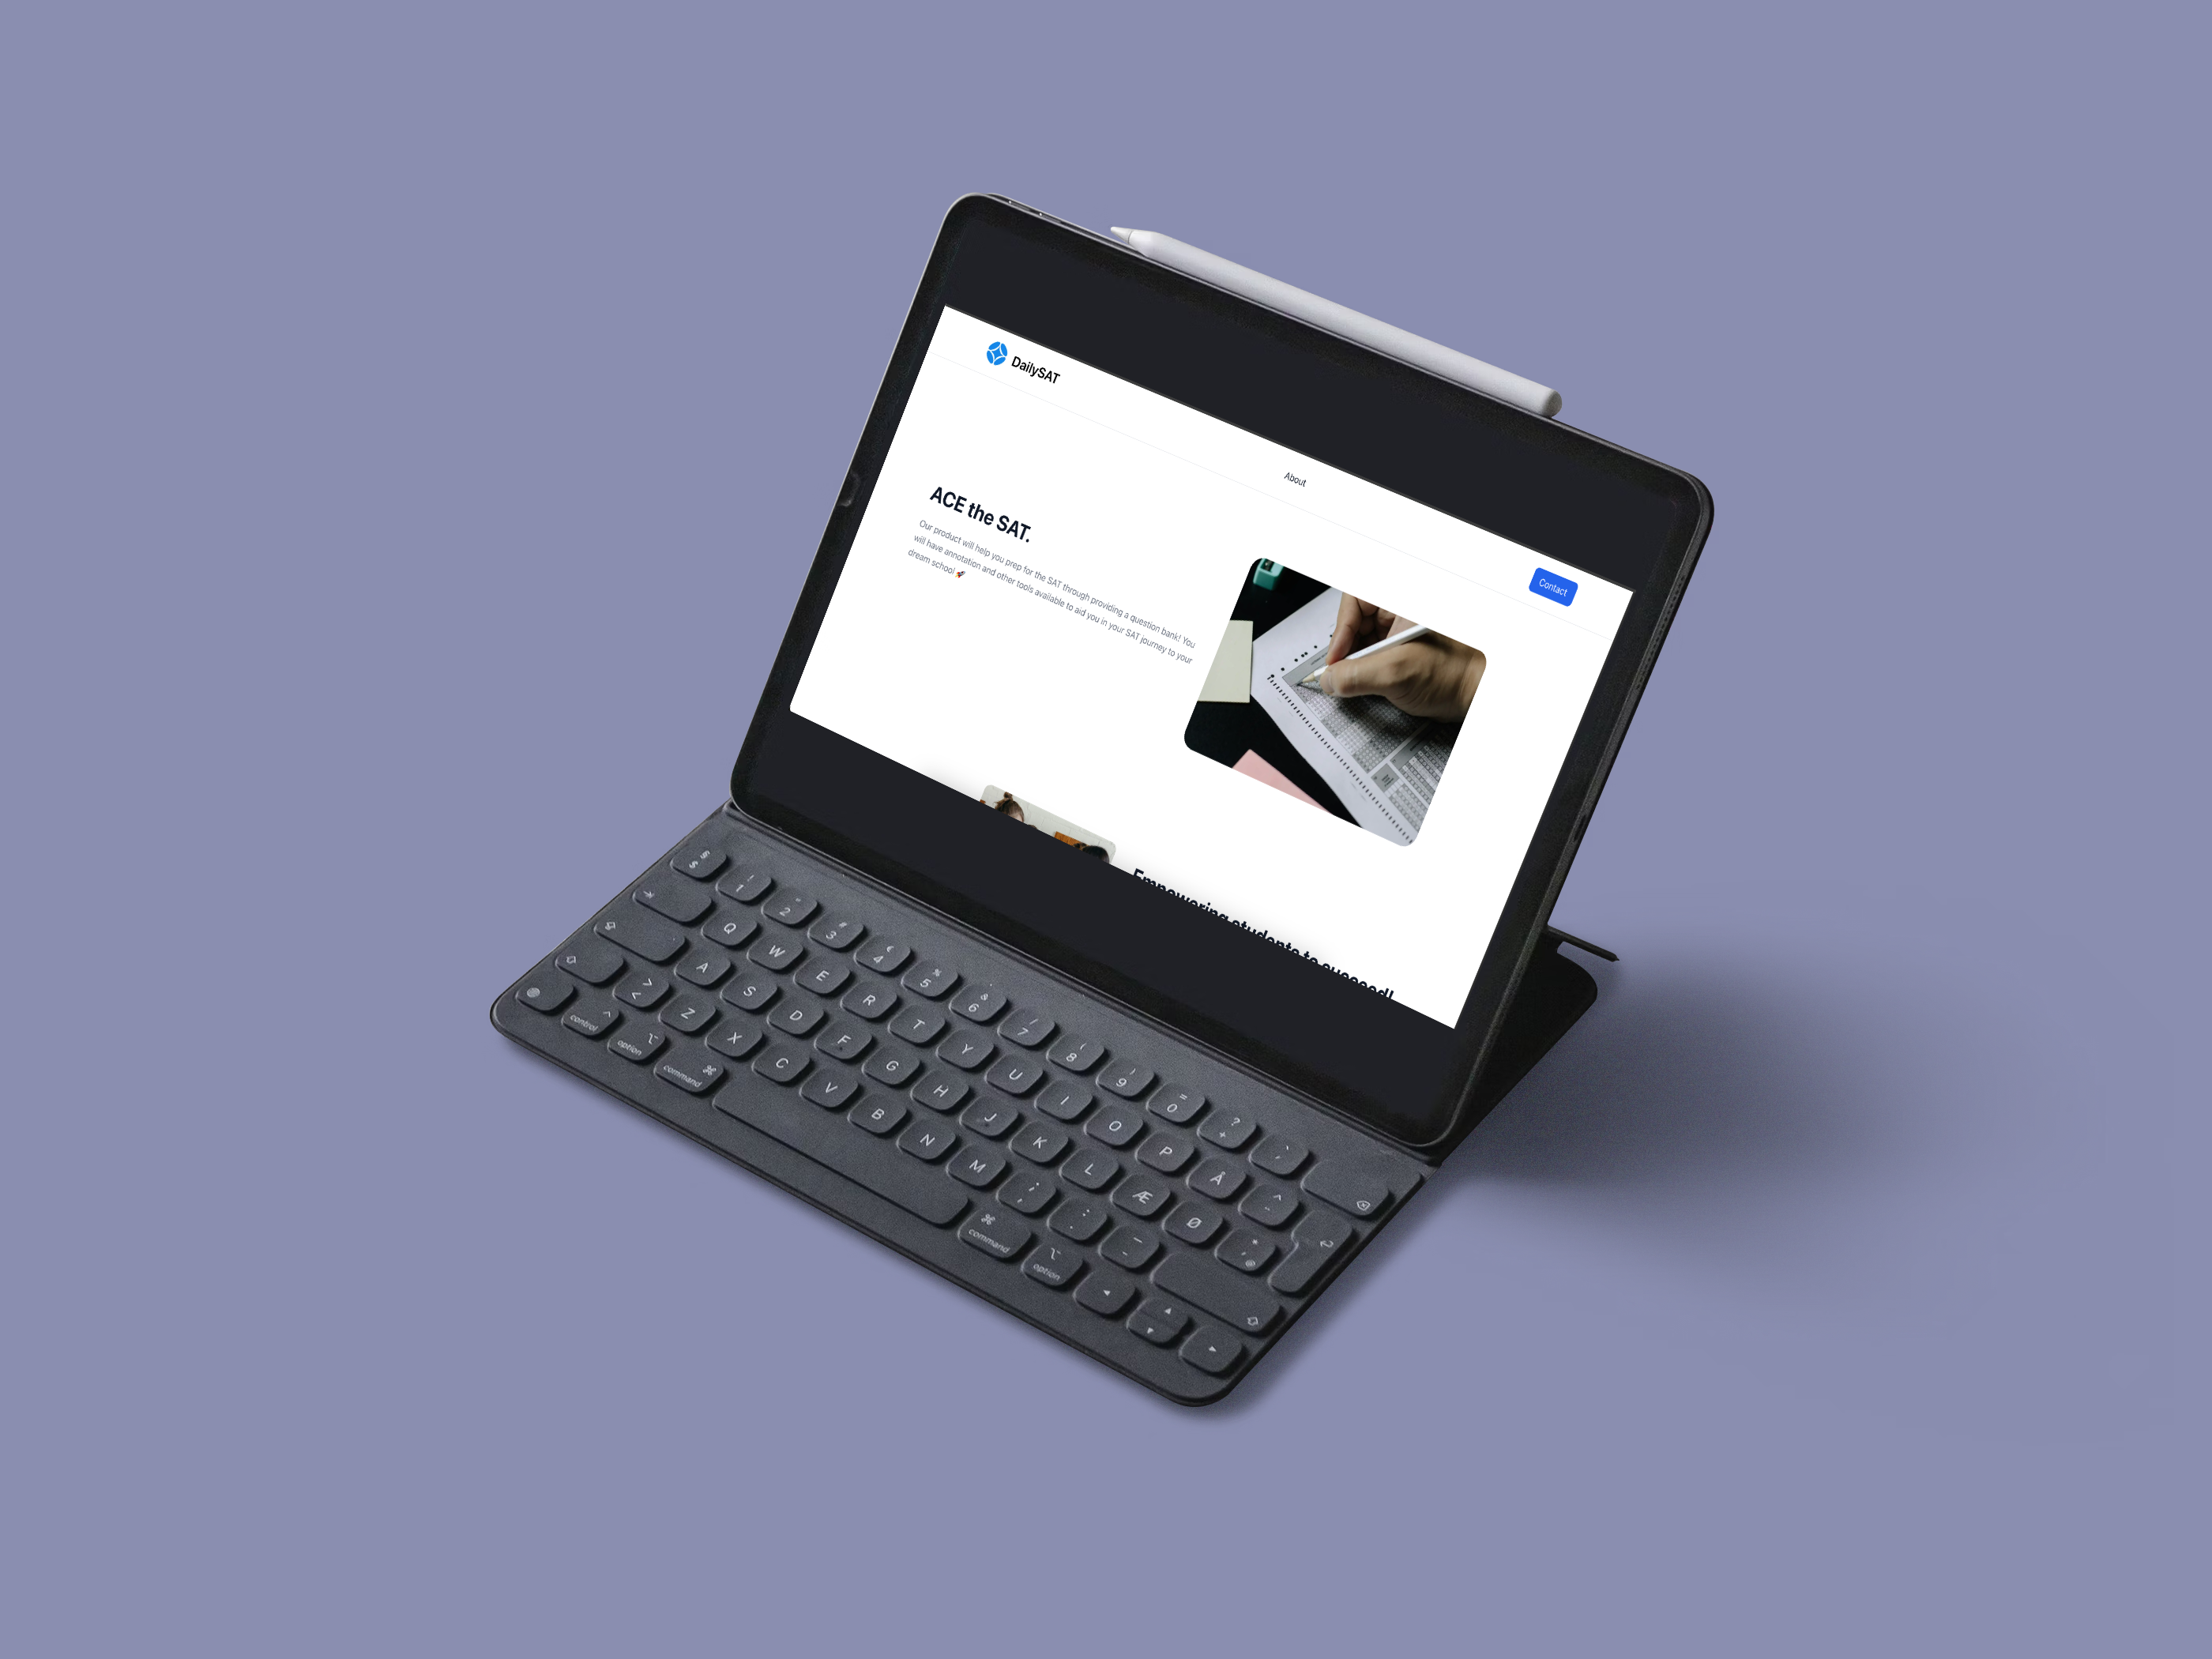 DailySAT
About
Contact
ACE the SAT.
Our product will help you prep for the SAT through providing a question bank! You
will have annotation and other tools available to aid you in your SAT journey to your
dream school 🚀
Empowering students to succeed!
§ $
! 1
" 2
# 3
€ 4
% 5
& 6
/ 7
( 8
) 9
= 0
? +
Q W E R T Y U I O P Å ^
A S D F G H J K L Æ Ø * ' @
> < Z X C V B N M ; , : . _ -
control option command command option